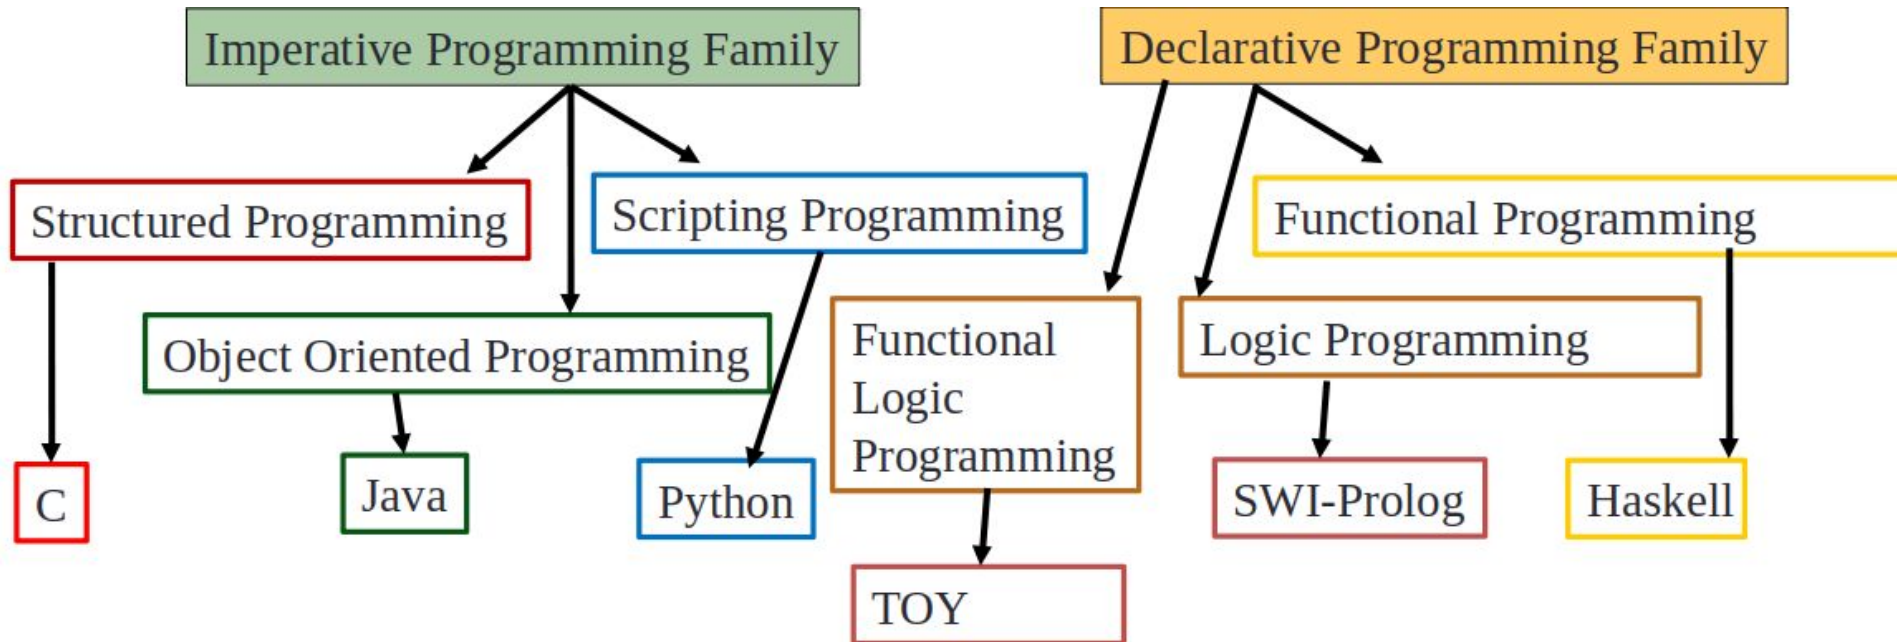 Imperative Programming Family
Declarative Programming Family
Structured Programming
Scripting Programming
Functional Programming
Object Oriented Programming
Functional
Logic
Programming
Logic Programming
C
Java
Python
SWI-Prolog
Haskell
TOY